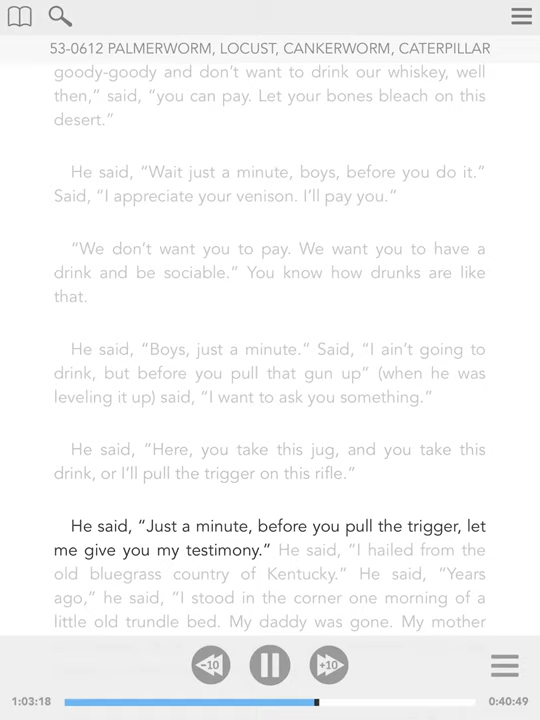 53-0612 PALMERWORM, LOCUST, CANKERWORM, CATERPILLAR
goody-goody and don’t want to drink our whiskey, well
then,” said, “you can pay. Let your bones bleach on this
desert.”
He said, “Wait just a minute, boys, before you do it.”
Said, “I appreciate your venison. I’ll pay you.”
“We don’t want you to pay. We want you to have a
drink and be sociable.” You know how drunks are like
that.
He said, “Boys, just a minute.” Said, “I ain’t going to
drink, but before you pull that gun up” (when he was
leveling it up) said, “I want to ask you something.”
He said, “Here, you take this jug, and you take this
drink, or I’ll pull the trigger on this rifle.”
He said, “Just a minute, before you pull the trigger, let
me give you my testimony.” He said, “I hailed from the
old bluegrass country of Kentucky.” He said, “Years
ago,” he said, “I stood in the corner one morning of a
little old trundle bed. My daddy was gone. My mother
-10
+10
1:03:18
0:40:49